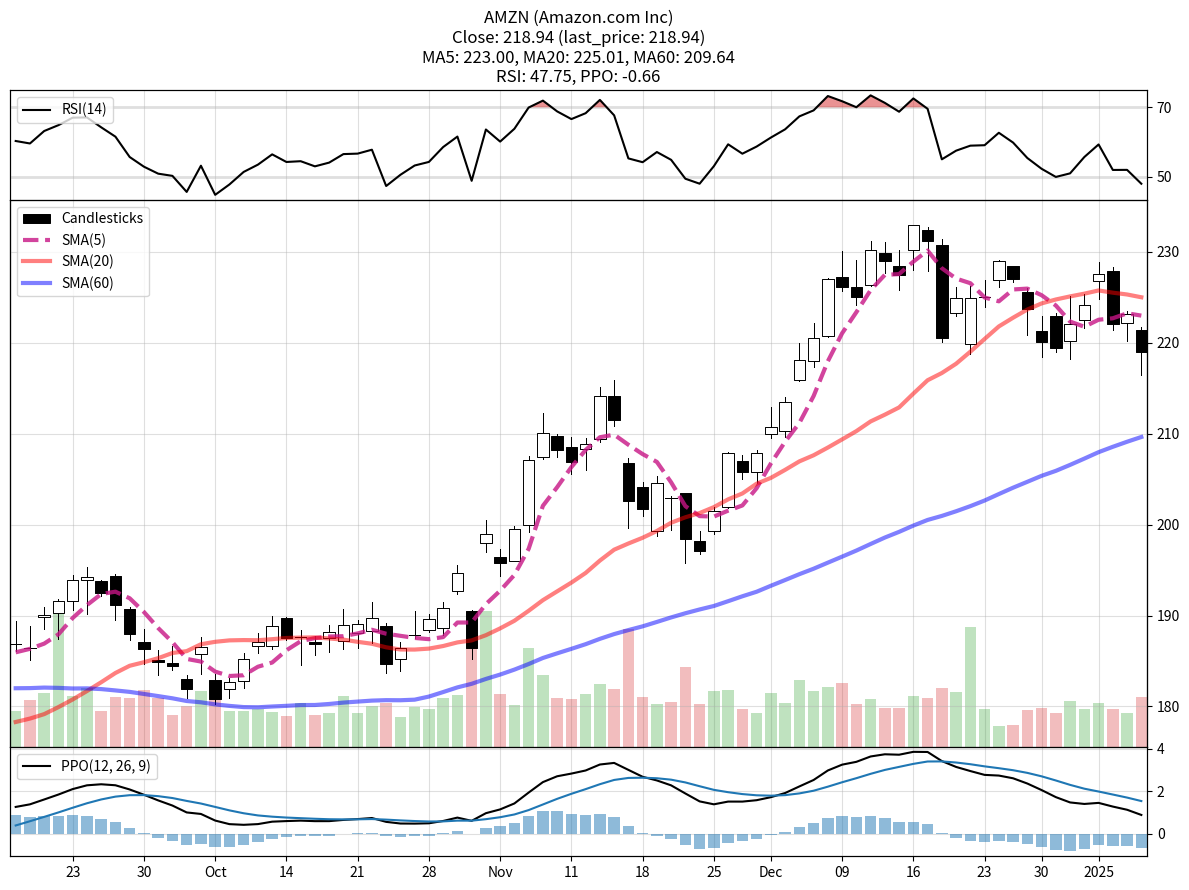 AMZN (Amazon.com Inc)
Close: 218.94 (last_price: 218.94)
MA5: 223.00, MA20: 225.01, MA60: 209.64
RSI: 47.75, PPO: -0.66
RSI(14)
70
50
Candlesticks
SMA(5)
SMA(20)
SMA(60)
230
220
210
200
190
180
PPO(12, 26, 9)
4
2
0
23 30 Oct 14 21 28 Nov 11 18 25 Dec 09 16 23 30 2025